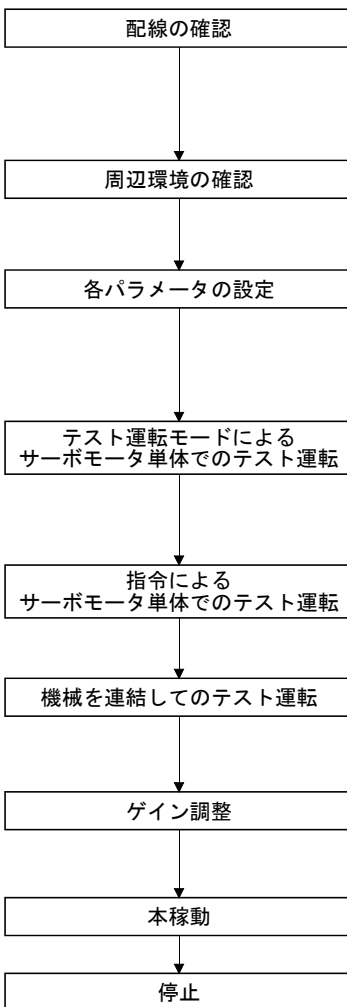 配線の確認
周辺環境の確認
各パラメータの設定
テスト運転モードによる
サーボモータ単体でのテスト運転
指令による
サーボモータ単体でのテスト運転
機械を連結してのテスト運転
ゲイン調整
本稼動
停止